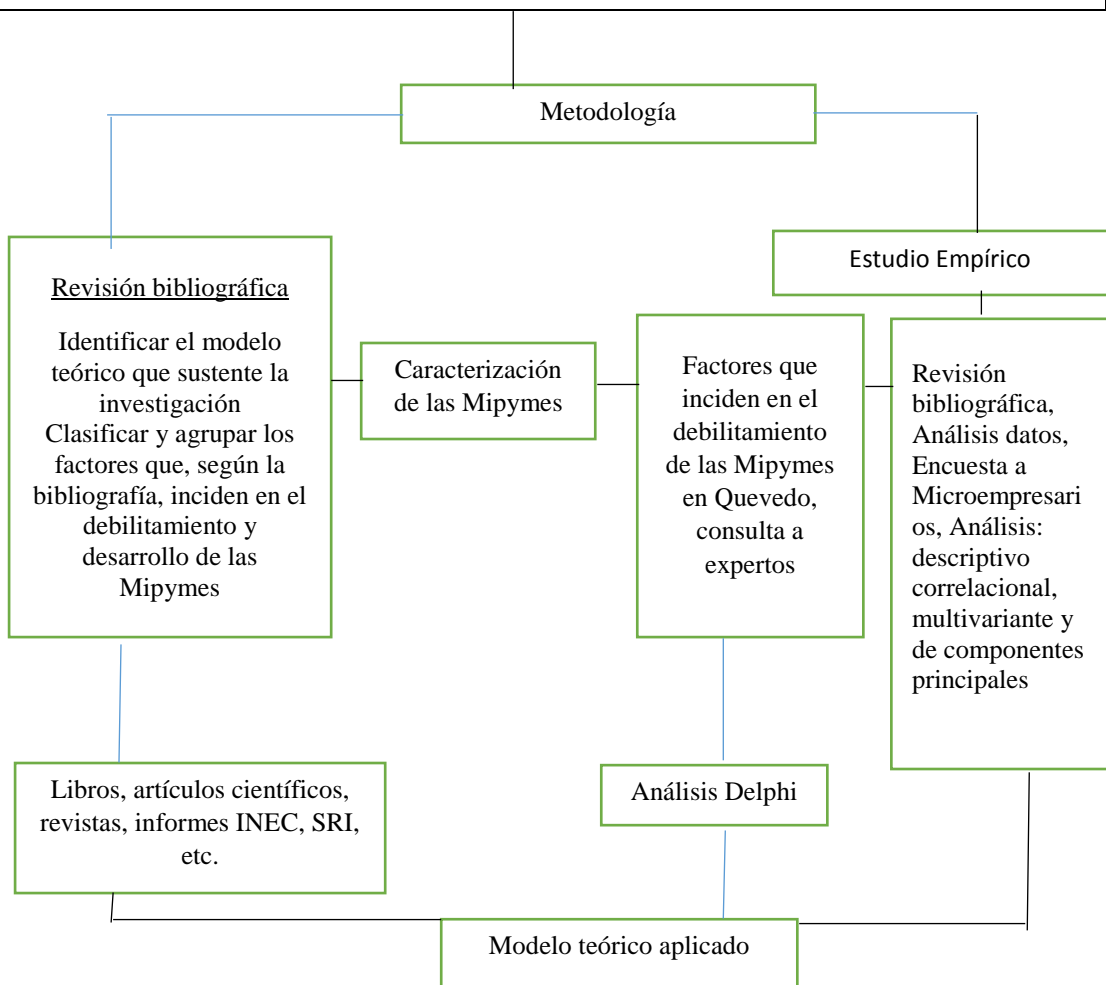 Metodología
Estudio Empírico
Revisión bibliográfica
Identificar el modelo
teórico que sustente la
investigación
Clasificar y agrupar los
factores que, según la
bibliografía, inciden en el
debilitamiento y
desarrollo de las
Mipymes
Caracterización
de las Mipymes
Factores que
inciden en el
debilitamiento
de las Mipymes
en Quevedo,
consulta a
expertos
Revisión
bibliográfica,
Análisis datos,
Encuesta a
Microempresari
os, Análisis:
descriptivo
correlacional,
multivariante y
de componentes
principales
Libros, artículos científicos,
revistas, informes INEC, SRI,
etc.
Análisis Delphi
Modelo teórico aplicado